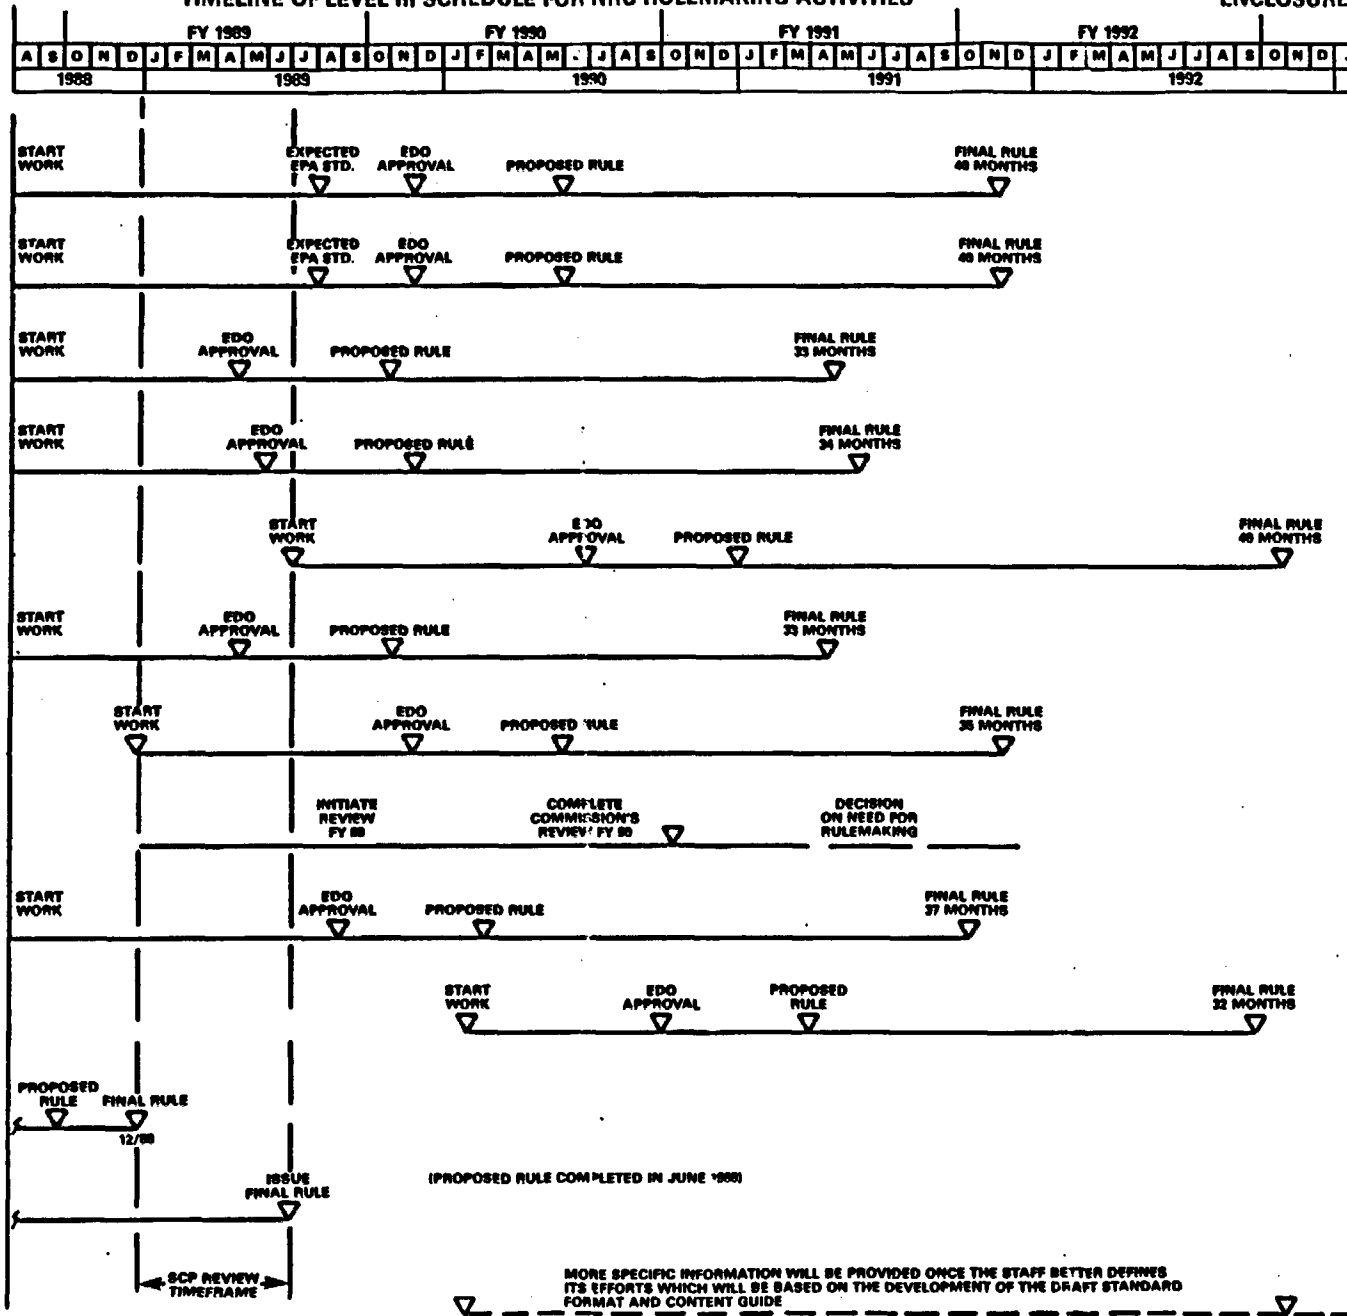 TIMELINE OF LEVEL III SCHEDULE FOR NRC RULEMAKING ACTIVITIES
ENCLOSURE
FY 1989 FY 1990 FY 1991 FY 1992
A S O N D J F M A M J J A S O N D J F M A M J A S O N D J F M A M J J A S O N D J F M A M J J A S O N D
1988 1989 1990 1991 1992
START WORK
EXPECTED EPA STD.
EDO APPROVAL
PROPOSED RULE
FINAL RULE
MONTHS
START WORK
EXPECTED EPA STD.
EDO APPROVAL
PROPOSED RULE
FINAL RULE
MONTHS
START WORK
EDO APPROVAL
PROPOSED RULE
FINAL RULE
33 MONTHS
START WORK
EDO APPROVAL
PROPOSED RULE
FINAL RULE
34 MONTHS
START WORK
APPROVAL
PROPOSED RULE
FINAL RULE
MONTHS
START WORK
EDO APPROVAL
PROPOSED RULE
FINAL RULE
33 MONTHS
START WORK
EDO APPROVAL
PROPOSED RULE
FINAL RULE
MONTHS
INITIATE
REVIEW
FY
COMPLETE
COMMISSION'S
REVIEW FY
DECISION
ON NEED FOR
RULEMAKING
START WORK
EDO APPROVAL
PROPOSED RULE
FINAL RULE
37 MONTHS
START WORK
EDO APPROVAL
PROPOSED RULE
FINAL RULE
32 MONTHS
PROPOSED RULE
FINAL RULE
12/88
ISSUE
FINAL RULE
(PROPOSED RULE COMPLETED IN JUNE 1988)
SCP REVIEW
TIMEFRAME
MORE SPECIFIC INFORMATION WILL BE PROVIDED ONCE THE STAFF BETTER DEFINES
ITS EFFORTS WHICH WILL BE BASED ON THE DEVELOPMENT OF THE DRAFT STANDARD
FORMAT AND CONTENT GUIDE